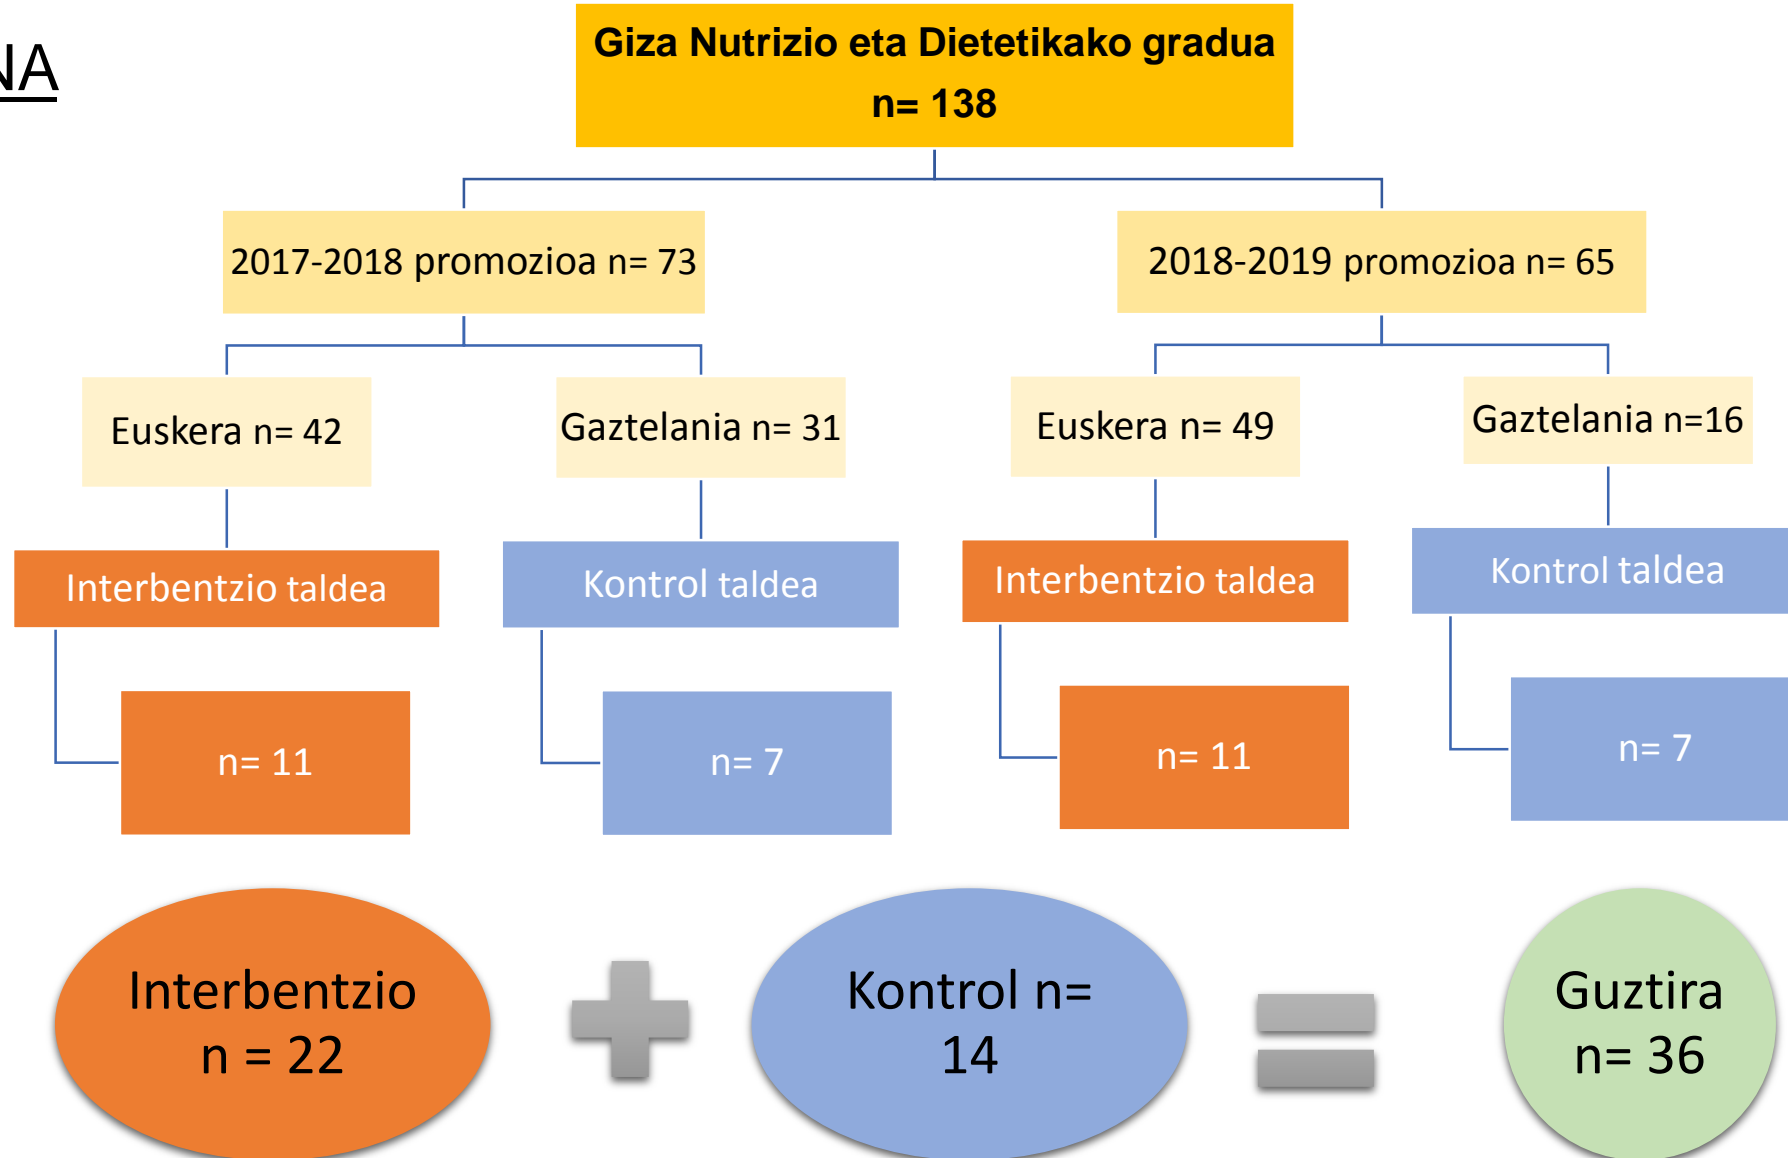 NA
Giza Nutrizio eta Dietetikako gradua
n= 138
2017-2018 promozioa n= 73
2018-2019 promozioa n= 65
Euskera n= 42
Gaztelania n= 31
Euskera n= 49
Gaztelania n=16
Interbentzio taldea
Kontrol taldea
Interbentzio taldea
Kontrol taldea
n= 11
n= 7
n= 11
n= 7
Interbentzio
n = 22
Kontrol n=
14
Guztira
n= 36